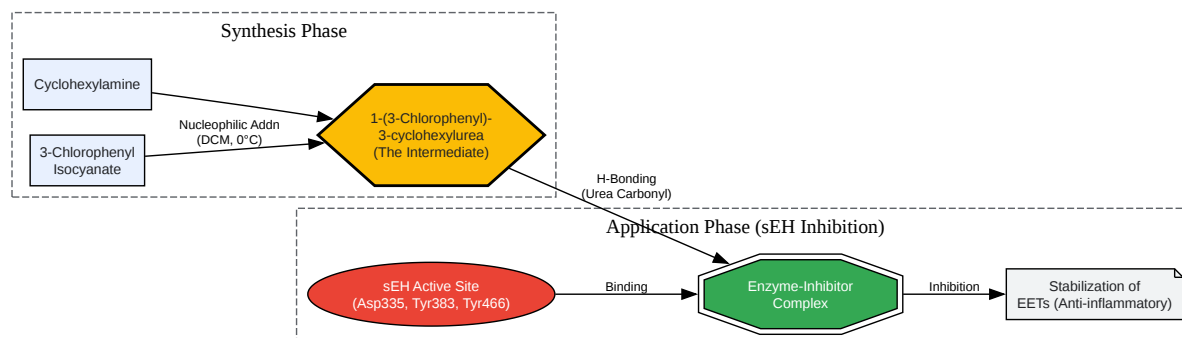 Synthesis Phase
Cyclohexylamine
3-Chlorophenyl
Isocyanate
Nucleophilic Addn
(DCM, 0°C)
1-(3-Chlorophenyl)-
3-cyclohexylurea
(The Intermediate)
H-Bonding
(Urea Carbonyl)
Application Phase (sEH Inhibition)
sEH Active Site
(Asp335, Tyr383, Tyr466)
Binding
Enzyme-Inhibitor
Complex
Inhibition
Stabilization of
EETs (Anti-inflammatory)